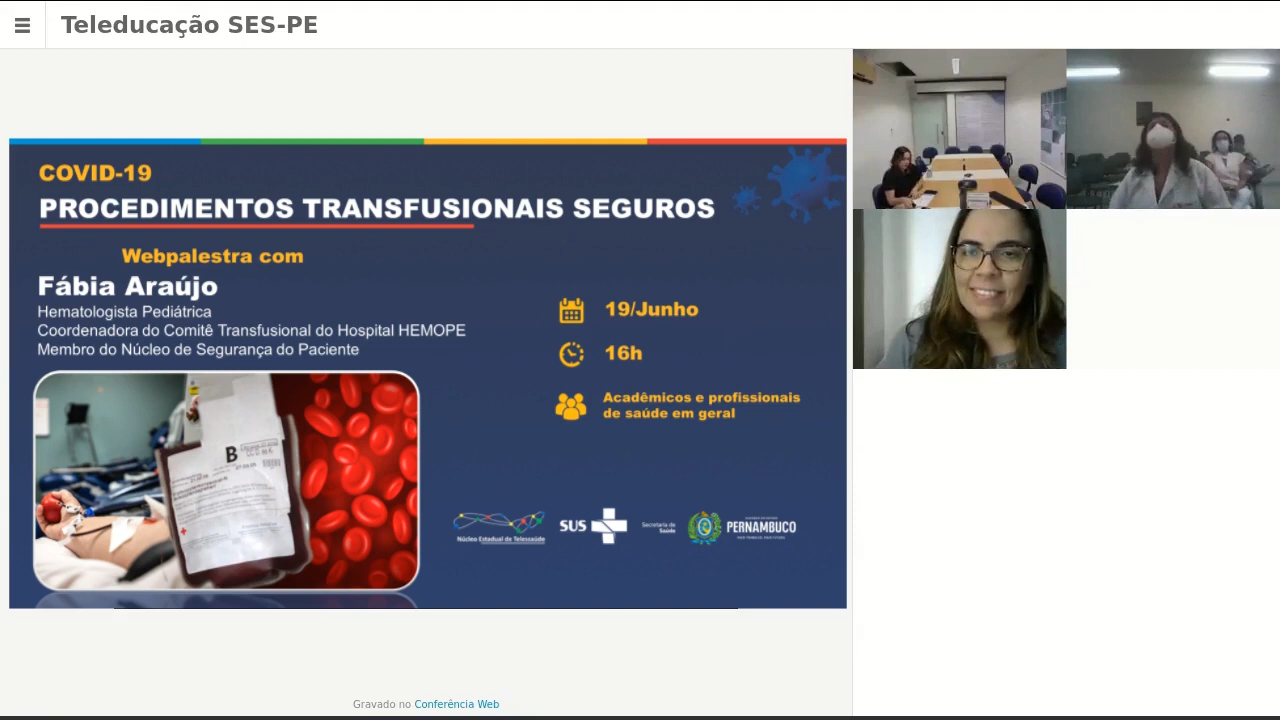 Teleducação SES-PE
COVID-19
PROCEDIMENTOS TRANSFUSIONAIS SEGUROS
Webpalestra com
Fábia Araújo
Hematologista Pediátrica
Coordenadora do Comitê Transfusional do Hospital HEMOPE
Membro do Núcleo de Segurança do Paciente
19/Junho
16h
Acadêmicos e profissionais
de saúde em geral
B
Núcleo Estadual de Telessaúde
SUS
Secretaria de
Saúde
PERNAMBUCO
Gravado no Conferência Web